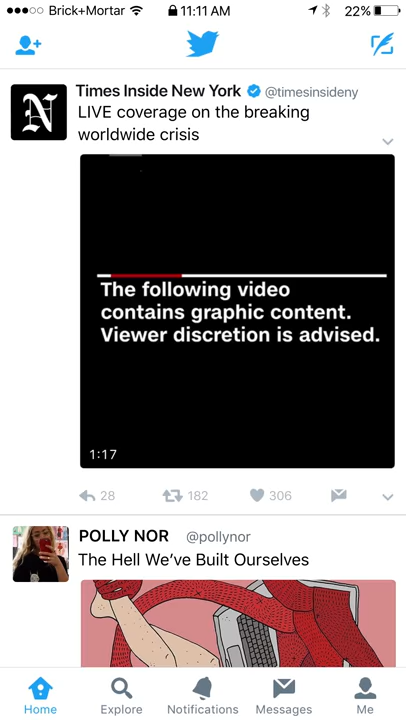 Brick+Mortar 11:11 AM 22%
Times Inside New York @timesinsideny
LIVE coverage on the breaking
worldwide crisis
N
The following video
contains graphic content.
Viewer discretion is advised.
1:17
28 182 306
POLLY NOR @pollynor
The Hell We’ve Built Ourselves
Home Explore Notifications Messages Me